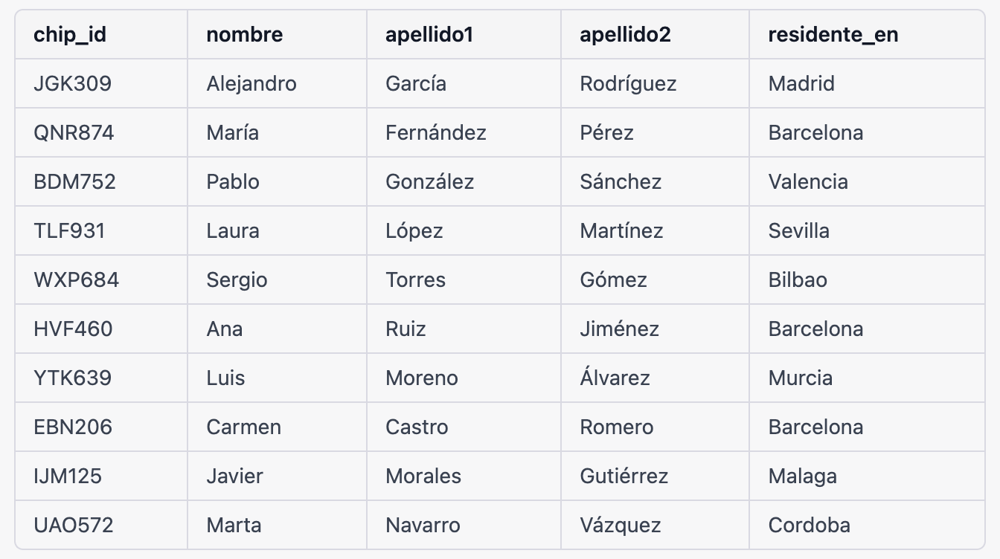 chip_id nombre apellido1 apellido2 residente_en
JGK309 Alejandro García Rodríguez Madrid
QNR874 María Fernández Pérez Barcelona
BDM752 Pablo González Sánchez Valencia
TLF931 Laura López Martínez Sevilla
WXP684 Sergio Torres Gómez Bilbao
HVF460 Ana Ruiz Jiménez Barcelona
YTK639 Luis Moreno Álvarez Murcia
EBN206 Carmen Castro Romero Barcelona
IJM125 Javier Morales Gutiérrez Malaga
UAO572 Marta Navarro Vázquez Cordoba